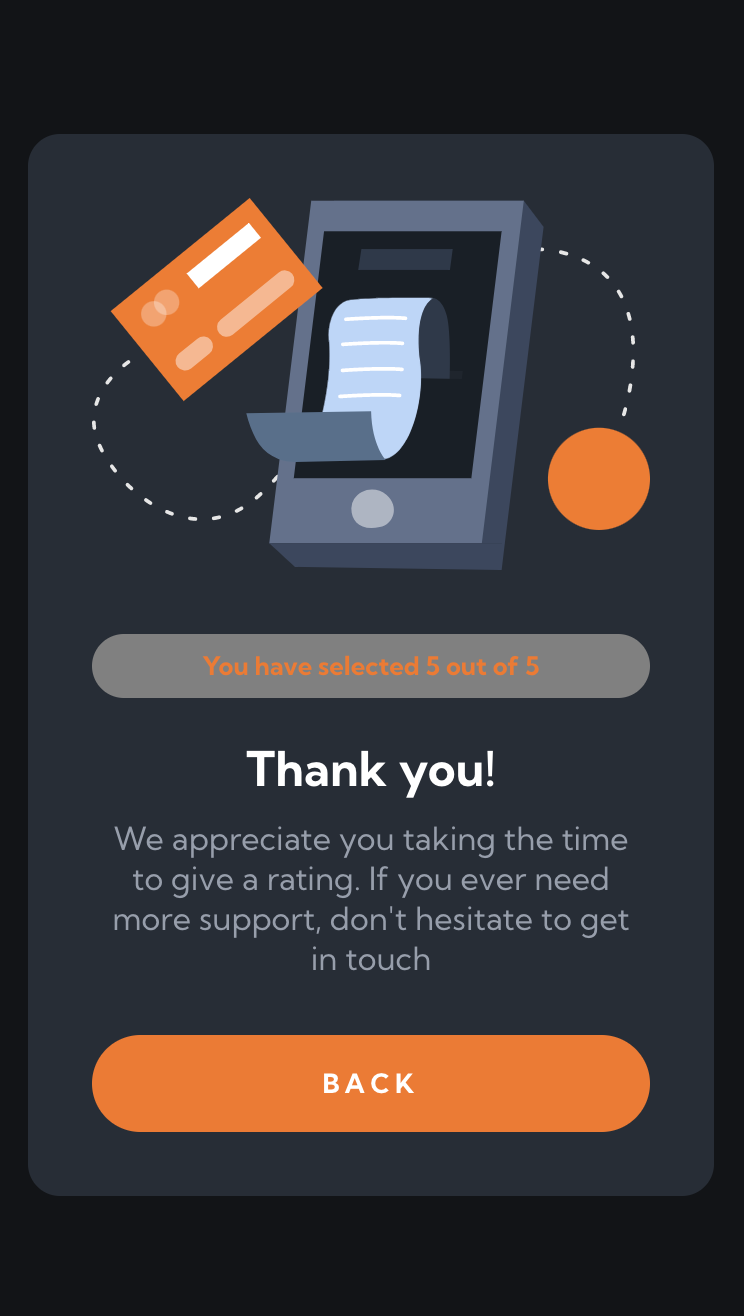 You have selected 5 out of 5
Thank you!
We appreciate you taking the time
to give a rating. If you ever need
more support, don't hesitate to get
in touch
BACK